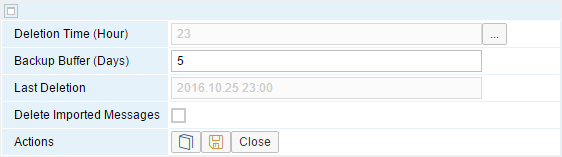 Deletion Time (Hour) 23 ...
Backup Buffer (Days) 5
Last Deletion 2016.10.25 23:00
Delete Imported Messages
Actions Close